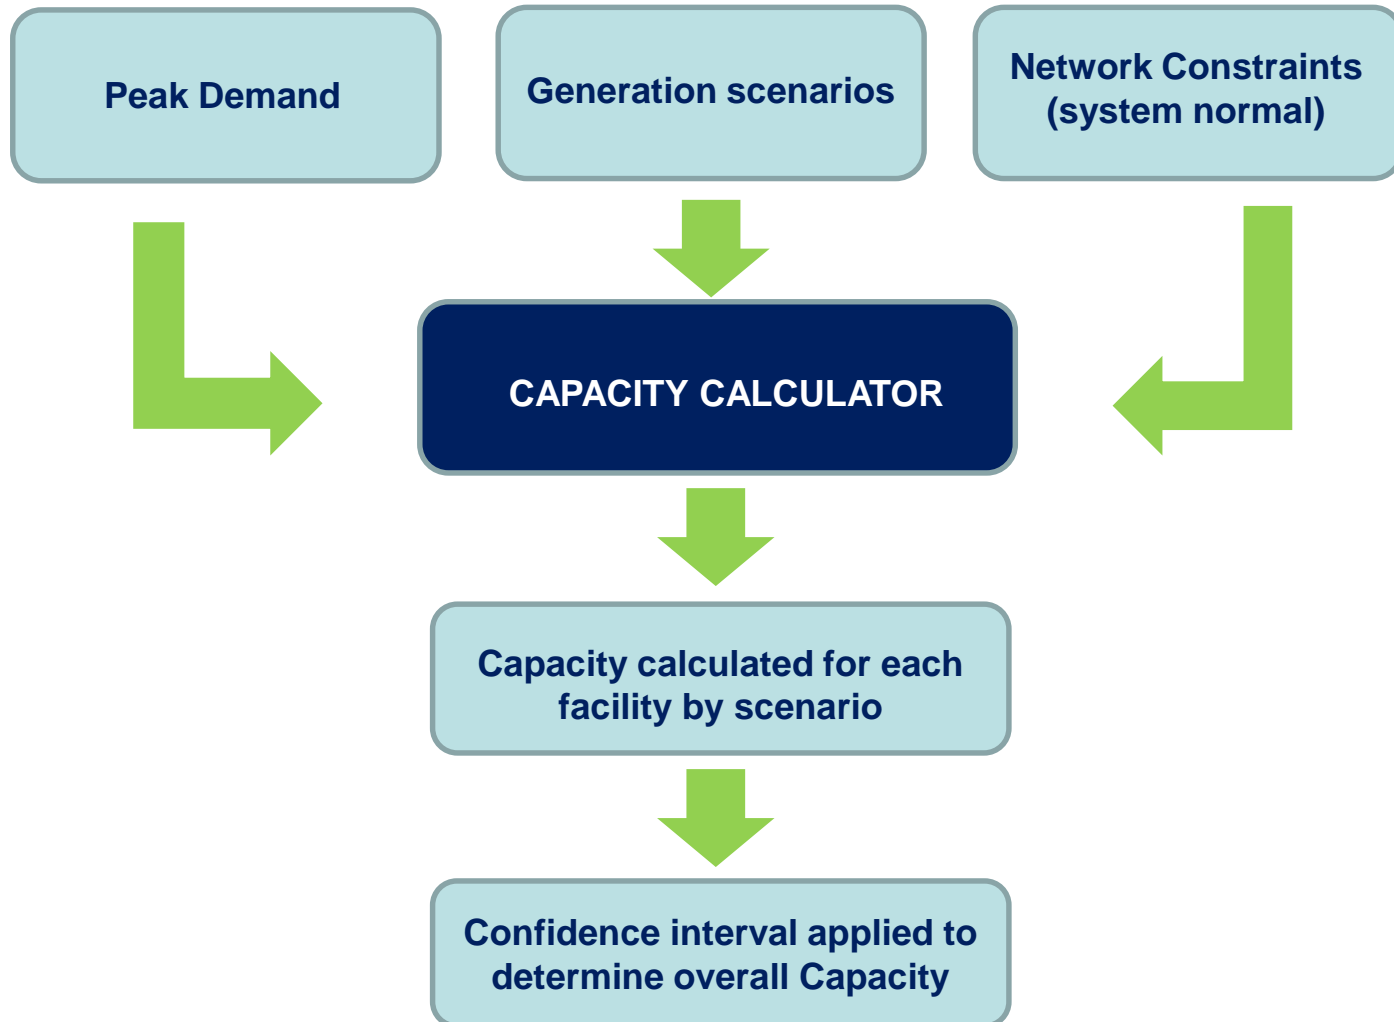 Peak Demand
Generation scenarios
Network Constraints
(system normal)
CAPACITY CALCULATOR
Capacity calculated for each
facility by scenario
Confidence interval applied to
determine overall Capacity